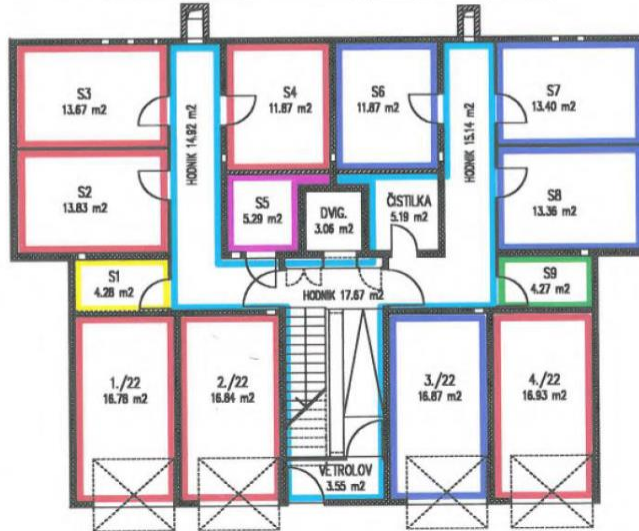 S3
13.67 m2
HODNIK 14.92 m2
S4
11.87 m2
S6
11.87 m2
HODNIK 15.14 m2
S7
13.40 m2
S2
13.83 m2
S5
5.29 m2
DVIG.
3.06 m2
ČISTILKA
5.19 m2
S8
13.36 m2
S1
4.28 m2
HODNIK 17.67 m2
S9
4.27 m2
1./22
16.78 m2
2./22
16.84 m2
3./22
16.87 m2
4./22
16.93 m2
VETROLOV
3.55 m2